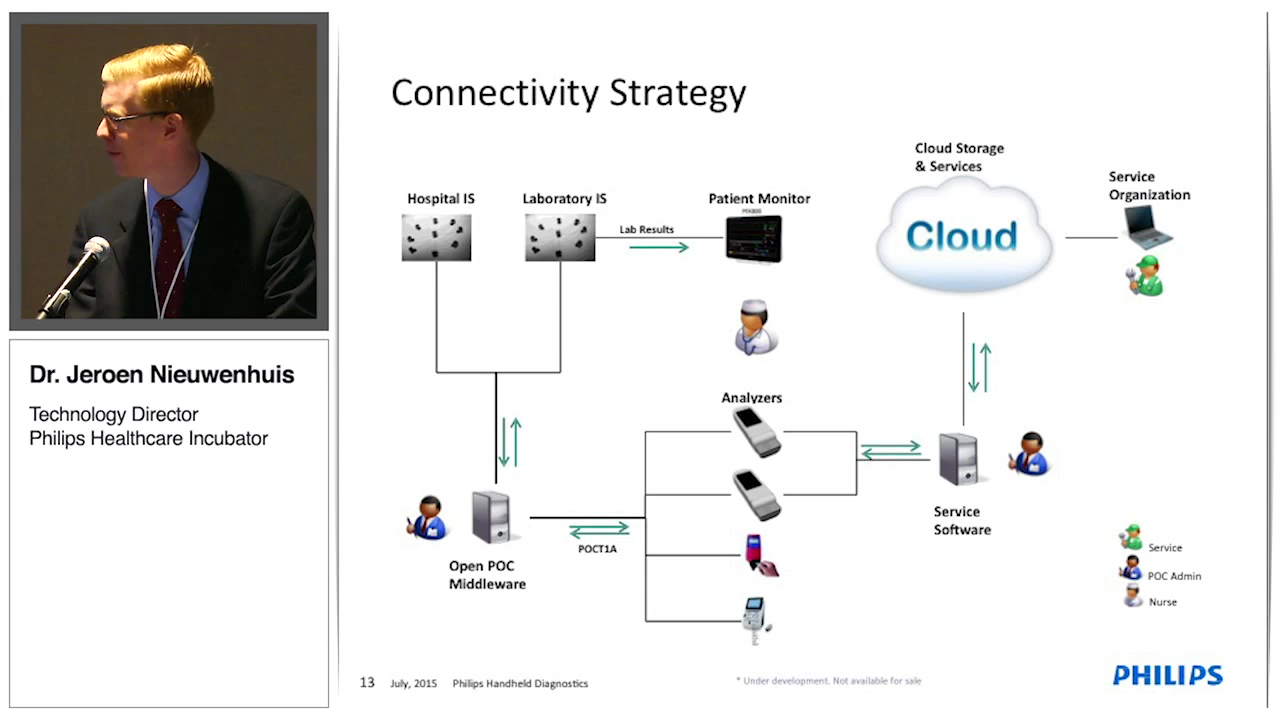 Dr. Jeroen Nieuwenhuis
Technology Director
Philips Healthcare Incubator
Connectivity Strategy
Hospital IS
Laboratory IS
Lab Results
Patient Monitor
Cloud Storage
& Services
Cloud
Service
Organization
Analyzers
Open POC
Middleware
POCT1A
Service
Software
Service
POC Admin
Nurse
13 July, 2015 Philips Handheld Diagnostics
* Under development. Not available for sale
PHILIPS